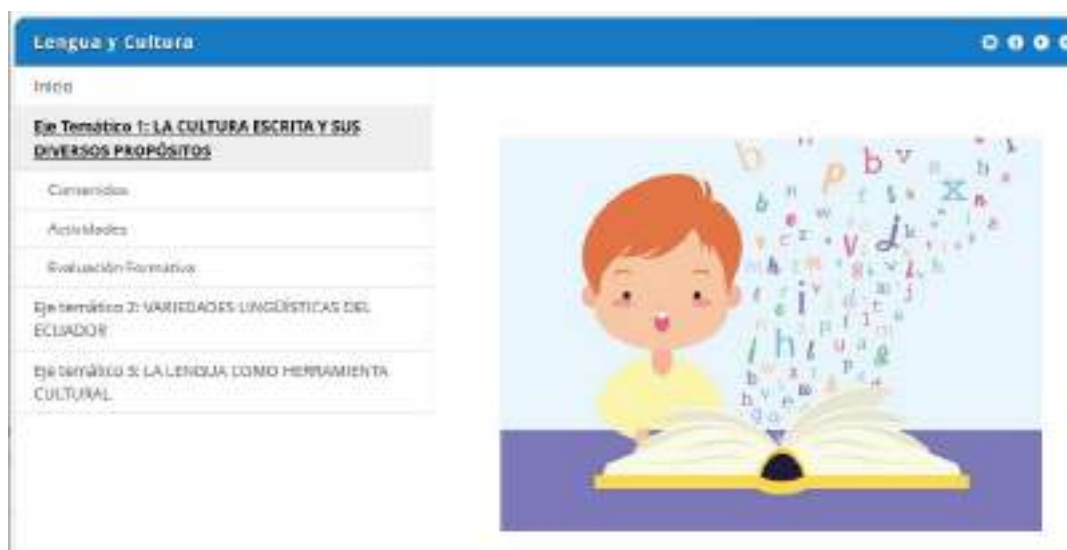 Lengua y Cultura
Inicio
Eje Temático 1: LA CULTURA ESCRITA Y SUS
DIVERSOS PROPÓSITOS
Contenidos
Actividades
Evaluación Formativa
Eje temático 2: VARIEDADES LINGÜÍSTICAS DEL
ECUADOR
Eje temático 3: LA LENGUA COMO HERRAMIENTA
CULTURAL